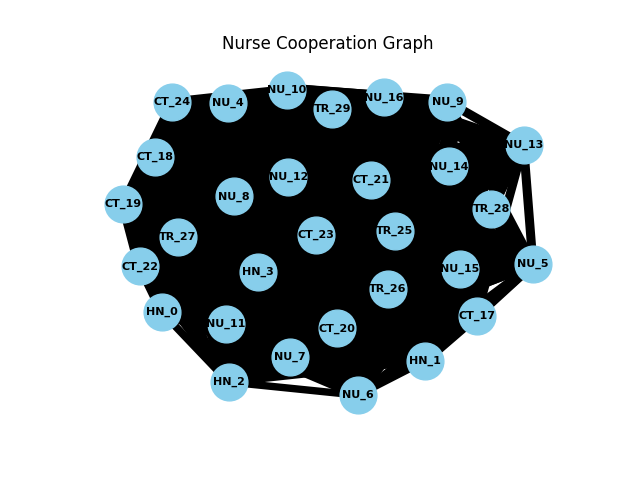 Nurse Cooperation Graph
NU_10
CT_24
NU_4
TR_29
NU_16
NU_9
NU_13
CT_18
NU_12
CT_21
NU_14
NU_8
CT_19
TR_28
TR_27
CT_23
TR_25
CT_22
HN_3
NU_15
NU_5
TR_26
HN_0
NU_11
CT_20
CT_17
NU_7
HN_1
HN_2
NU_6